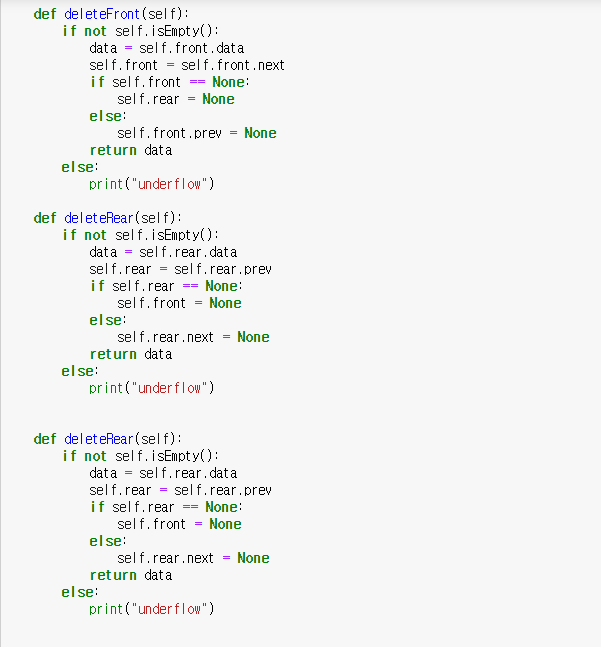 def deleteFront(self):
    if not self.isEmpty():
        data = self.front.data
        self.front = self.front.next
        if self.front == None:
            self.rear = None
        else:
            self.front.prev = None
        return data
    else:
        print("underflow")

def deleteRear(self):
    if not self.isEmpty():
        data = self.rear.data
        self.rear = self.rear.prev
        if self.rear == None:
            self.front = None
        else:
            self.rear.next = None
        return data
    else:
        print("underflow")

def deleteRear(self):
    if not self.isEmpty():
        data = self.rear.data
        self.rear = self.rear.prev
        if self.rear == None:
            self.front = None
        else:
            self.rear.next = None
        return data
    else:
        print("underflow")